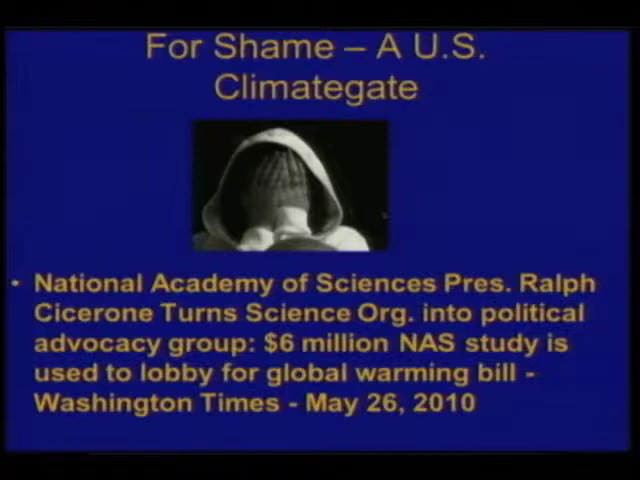 For Shame – A U.S.
Climategate
• National Academy of Sciences Pres. Ralph
Cicerone Turns Science Org. into political
advocacy group: $6 million NAS study is
used to lobby for global warming bill -
Washington Times - May 26, 2010